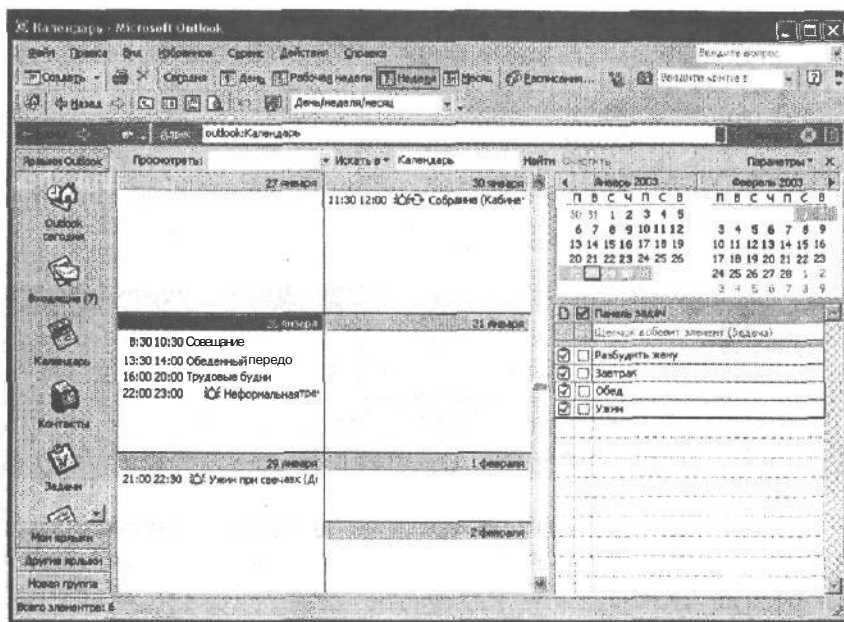 Календарь - Microsoft Outlook
Файл Правка Вид Избранное Сервис Действия Справка
Введите вопрос
Создать Сегодня День Рабочая неделя Неделя Месяц Расписания...
Назад День/неделя/месяц
Адрес outlook:Календарь
Ярлыки Outlook Просмотреть: Искать в Календарь Найти Очистить Параметры
Outlook сегодня
Входящие (7)
Календарь
Контакты
Задачи
Мои ярлыки
Другие ярлыки
Новая группа
27 января
28 января
8:30 10:30 Совещание
13:30 14:00 Обеденный передо
16:00 20:00 Трудовые будни
22:00 23:00 Неформальная тре
29 января
21:00 22:30 Ужин при свечах (Д
30 января
11:30 12:00 Собрание (Кабине
31 января
1 февраля
2 февраля
Январь 2003 Февраль 2003
П В С Ч П С В П В С Ч П С В
30 31 1 2 3 4 5
6 7 8 9 10 11 12 3 4 5 6 7 8 9
13 14 15 16 17 18 19 10 11 12 13 14 15 16
20 21 22 23 24 25 26 17 18 19 20 21 22 23
24 25 26 27 28 1 2
3 4 5 6 7 8 9
Панель задач
Щелчок добавит элемент (Задача)
Разбудить жену
Завтрак
Обед
Ужин
Всего элементов: 6